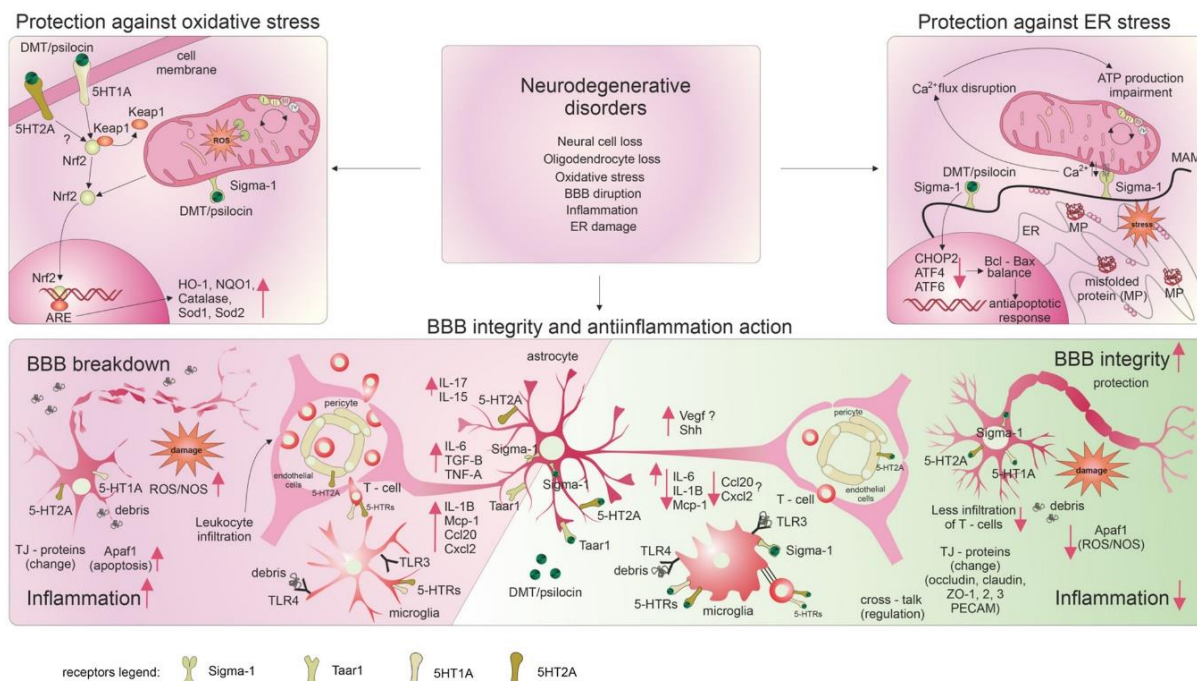 Protection against oxidative stress
DMT/psilocin
cell
membrane
5HT1A
5HT2A
Keap1
Keap1
?
Nrf2
ROS
I
II
III
IV
Nrf2
Sigma-1
DMT/psilocin
Nrf2
ARE
HO-1, NQO1,
Catalase,
Sod1, Sod2
Neurodegenerative
disorders
Neural cell loss
Oligodendrocyte loss
Oxidative stress
BBB diruption
Inflammation
ER damage
Protection against ER stress
Ca2+flux disruption
ATP production
impairment
I
II
III
IV
DMT/psilocin
Sigma-1
Ca2+
Sigma-1
MAM
ER
MP
stress
CHOP2
ATF4
ATF6
Bcl - Bax
balance
antiapoptotic
response
misfolded
protein (MP)
MP
BBB integrity and antiinflammation action
BBB breakdown
damage
5-HT1A
ROS/NOS
5-HT2A
debris
TJ - proteins
(change)
Apaf1
(apoptosis)
Inflammation
Leukocyte
infiltration
pericyte
endothelial
cells
5-HT2A
T - cell
5-HTRs
debris
TLR4
TLR3
5-HTRs
microglia
astrocyte
IL-17
IL-15
5-HT2A
IL-6
TGF-B
TNF-A
Sigma-1
Taar1
IL-1B
Mcp-1
Ccl20
Cxcl2
Sigma-1
5-HT2A
Taar1
DMT/psilocin
Vegf ?
Shh
IL-6
IL-1B
Mcp-1
Ccl20
Cxcl2
?
TLR3
TLR4
debris
Sigma-1
5-HTRs
microglia
5-HTRs
pericyte
5-HT2A
endothelial
cells
T - cell
cross - talk
(regulation)
BBB integrity
protection
Sigma-1
5-HT2A
5-HT1A
damage
Less infiltration
of T - cells
debris
Apaf1
(ROS/NOS)
TJ - proteins
(change)
(occludin, claudin,
ZO-1, 2, 3
PECAM)
Inflammation
receptors legend:
Sigma-1
Taar1
5HT1A
5HT2A